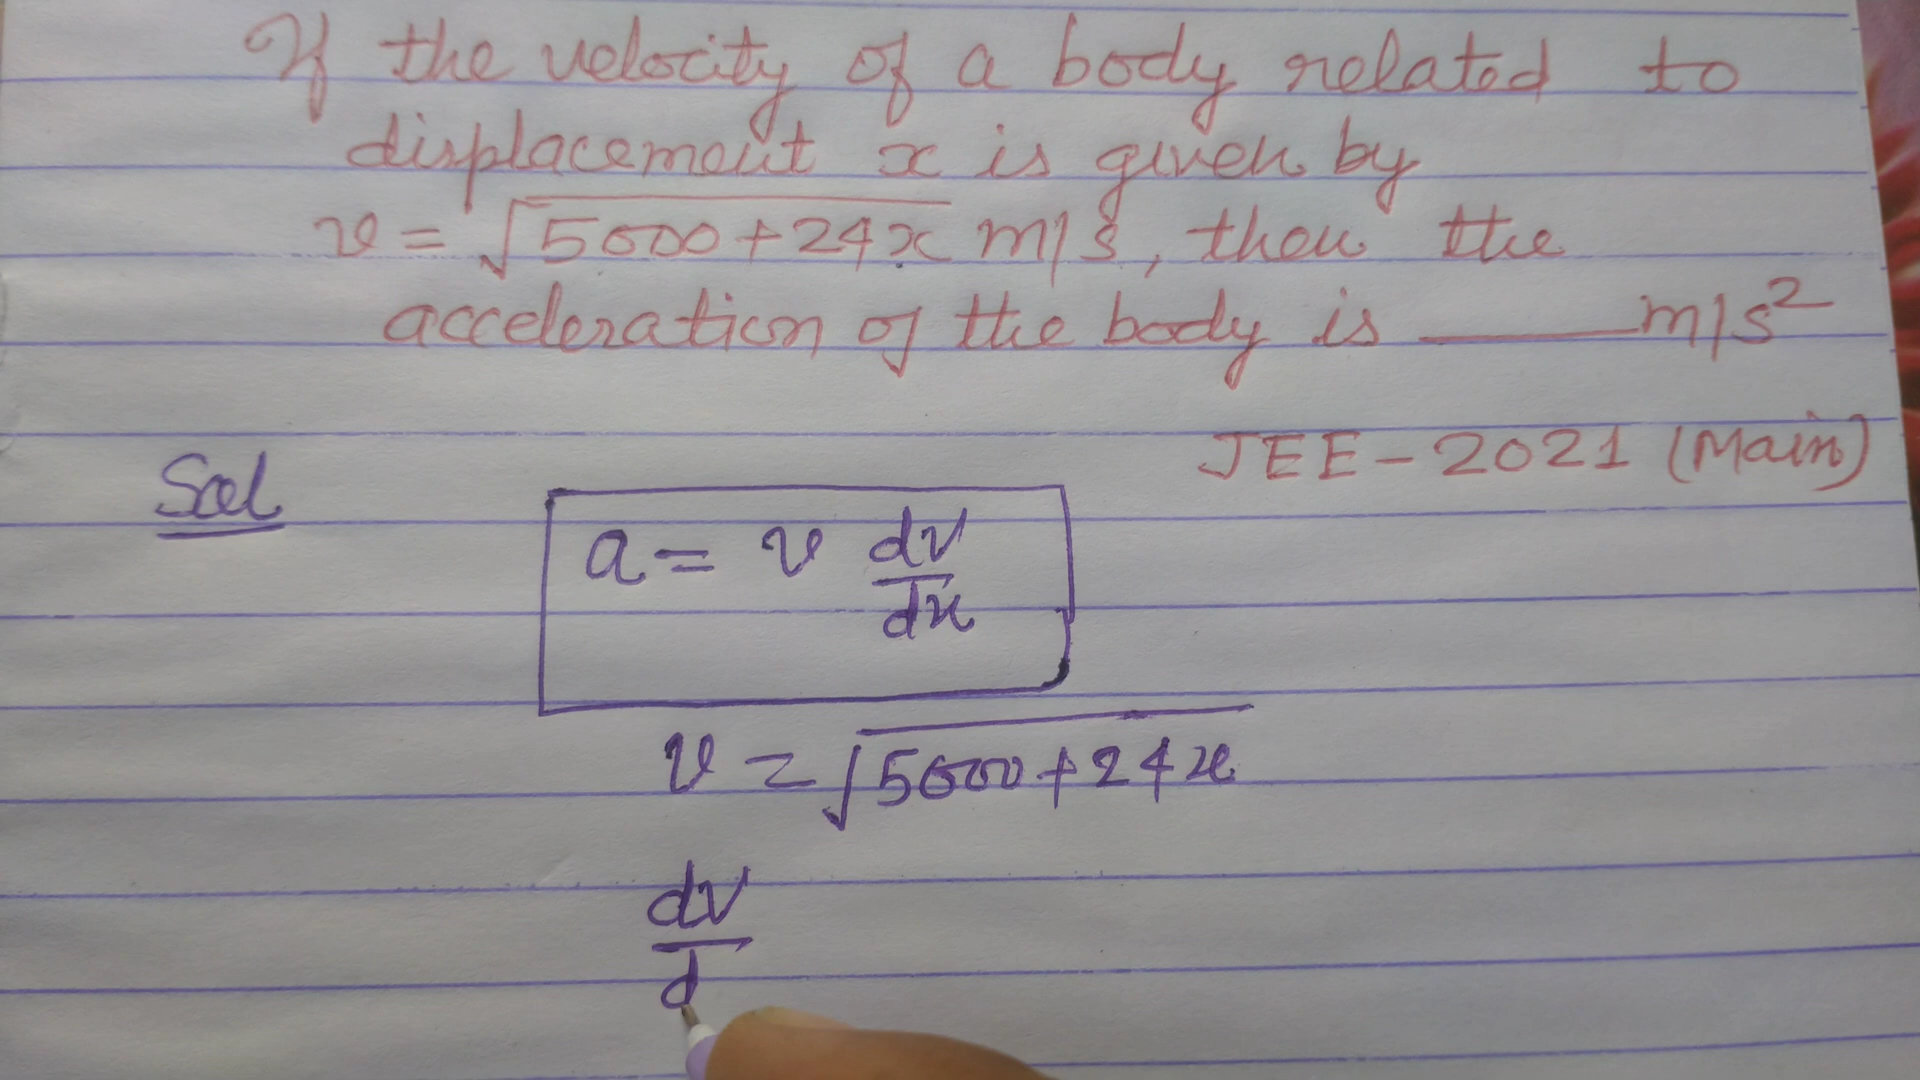 If the velocity of a body related to
displacement x is given by
v = √5000+24x m/s, then the
acceleration of the body is ____ m/s²
JEE-2021 (Main)
Sol
a = v dv/dx
v = √5000+24x
dv/d